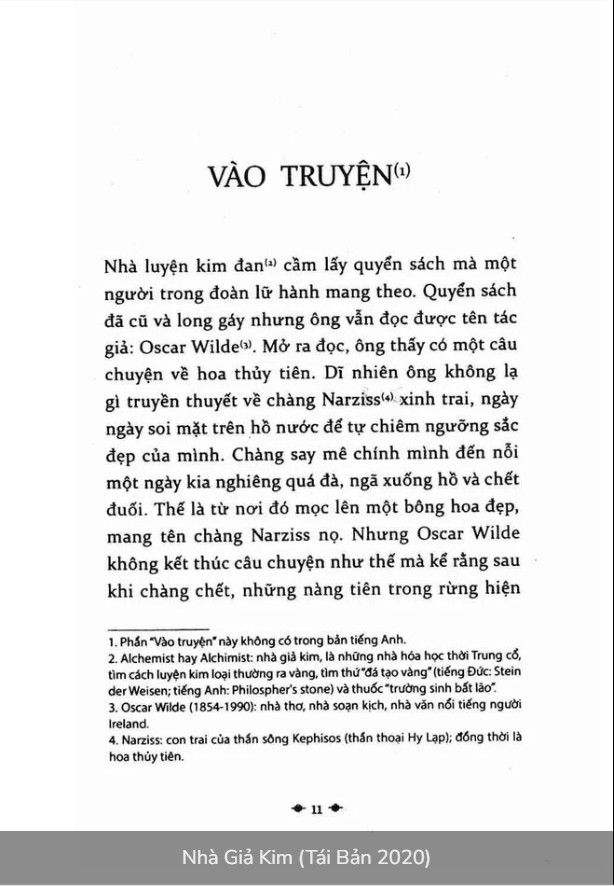 VÀO TRUYỆN(1)
Nhà luyện kim đan(2) cầm lấy quyển sách mà một
người trong đoàn lữ hành mang theo. Quyển sách
đã cũ và long gáy nhưng ông vẫn đọc được tên tác
giả: Oscar Wilde(3). Mở ra đọc, ông thấy có một câu
chuyện về hoa thủy tiên. Dĩ nhiên ông không lạ
gì truyền thuyết về chàng Narziss(4) xinh trai, ngày
ngày soi mặt trên hồ nước để tự chiêm ngưỡng sắc
đẹp của mình. Chàng say mê chính mình đến nỗi
một ngày kia nghiêng quá đà, ngã xuống hồ và chết
đuối. Thế là từ nơi đó mọc lên một bông hoa đẹp,
mang tên chàng Narziss nọ. Nhưng Oscar Wilde
không kết thúc câu chuyện như thế mà kể rằng sau
khi chàng chết, những nàng tiên trong rừng hiện
1. Phần "Vào truyện" này không có trong bản tiếng Anh.
2. Alchemist hay Alchimist: nhà giả kim, là những nhà hóa học thời Trung cổ,
tìm cách luyện kim loại thường ra vàng, tìm thứ "đá tạo vàng" (tiếng Đức: Stein
der Weisen; tiếng Anh: Philospher's stone) và thuốc "trường sinh bất lão".
3. Oscar Wilde (1854-1990): nhà thơ, nhà soạn kịch, nhà văn nổi tiếng người
Ireland.
4. Narziss: con trai của thần sông Kephisos (thần thoại Hy Lạp); đồng thời là
hoa thủy tiên.
11
Nhà Giả Kim (Tái Bản 2020)